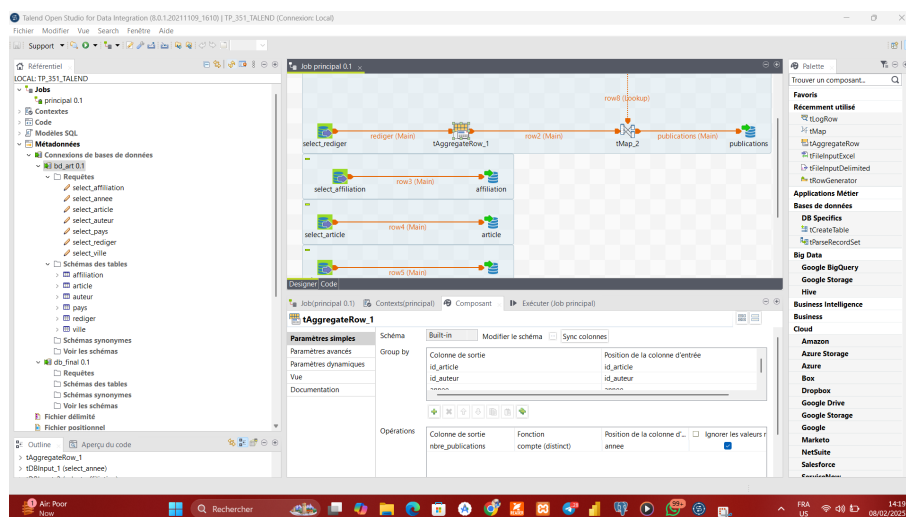 Talend Open Studio for Data Integration (8.0.1.20211109_1610) | TP_351_TALEND (Connexion: Local)
Fichier Modifier Vue Search Fenêtre Aide
Support
Référentiel
LOCAL: TP_351_TALEND
Jobs
principal 0.1
Contextes
Code
Modèles SQL
Métadonnées
Connexions de bases de données
bd_art 0.1
Requêtes
select_affiliation
select_annee
select_article
select_auteur
select_pays
select_rediger
select_ville
Schémas des tables
affiliation
article
auteur
pays
rediger
ville
Schémas synonymes
Voir les schémas
db_final 0.1
Requêtes
Schémas des tables
Schémas synonymes
Voir les schémas
Fichier délimité
Fichier positionnel
Outline Aperçu du code
tAggregateRow_1
tDBInput_1 (select_annee)
Job principal 0.1
row8 (Lookup)
rediger (Main) row2 (Main) publications (Main)
select_rediger tAggregateRow_1 tMap_2 publications
row3 (Main)
select_affiliation affiliation
row4 (Main)
select_article article
row5 (Main)
Designer Code
Job(principal 0.1) Contexts(principal) Composant Exécuter (Job principal)
tAggregateRow_1
Paramètres simples
Paramètres avancés
Paramètres dynamiques
Vue
Documentation
Schéma Built-in Modifier le schéma Sync colonnes
Group by
Colonne de sortie Position de la colonne d'entrée
id_article id_article
id_auteur id_auteur
annee annee
Opérations
Colonne de sortie Fonction Position de la colonne d'... Ignorer les valeurs r
nbre_publications compte (distinct) annee
Palette
Trouver un composant...
Favoris
Récemment utilisé
tLogRow
tMap
tAggregateRow
tFileInputExcel
tFileInputDelimited
tRowGenerator
Applications Métier
Bases de données
DB Specifics
tCreateTable
tParseRecordSet
Big Data
Google BigQuery
Google Storage
Hive
Business Intelligence
Business
Cloud
Amazon
Azure Storage
Azure
Box
Dropbox
Google Drive
Google Storage
Google
Marketo
NetSuite
Salesforce
ServiceNow
Air: Poor
Now
Rechercher
99+
FRA
US
14:19
08/02/2025